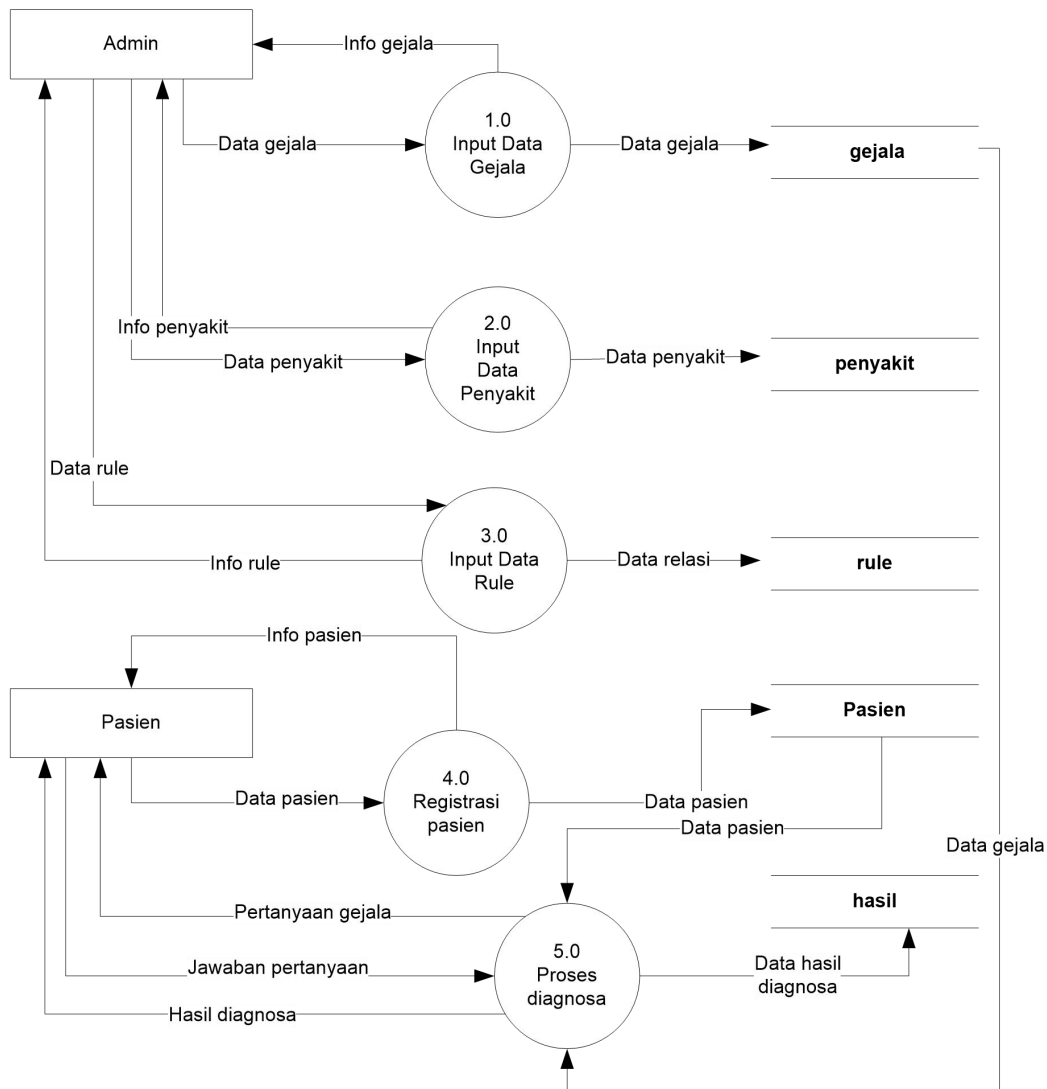 Admin
Info gejala
1.0
Input Data
Gejala
Data gejala
Data gejala
gejala
Info penyakit
Data penyakit
2.0
Input
Data
Penyakit
Data penyakit
penyakit
Data rule
Info rule
3.0
Input Data
Rule
Data relasi
rule
Info pasien
Pasien
Data pasien
4.0
Registrasi
pasien
Data pasien
Pasien
Data pasien
Data gejala
hasil
Pertanyaan gejala
Jawaban pertanyaan
Hasil diagnosa
5.0
Proses
diagnosa
Data hasil
diagnosa